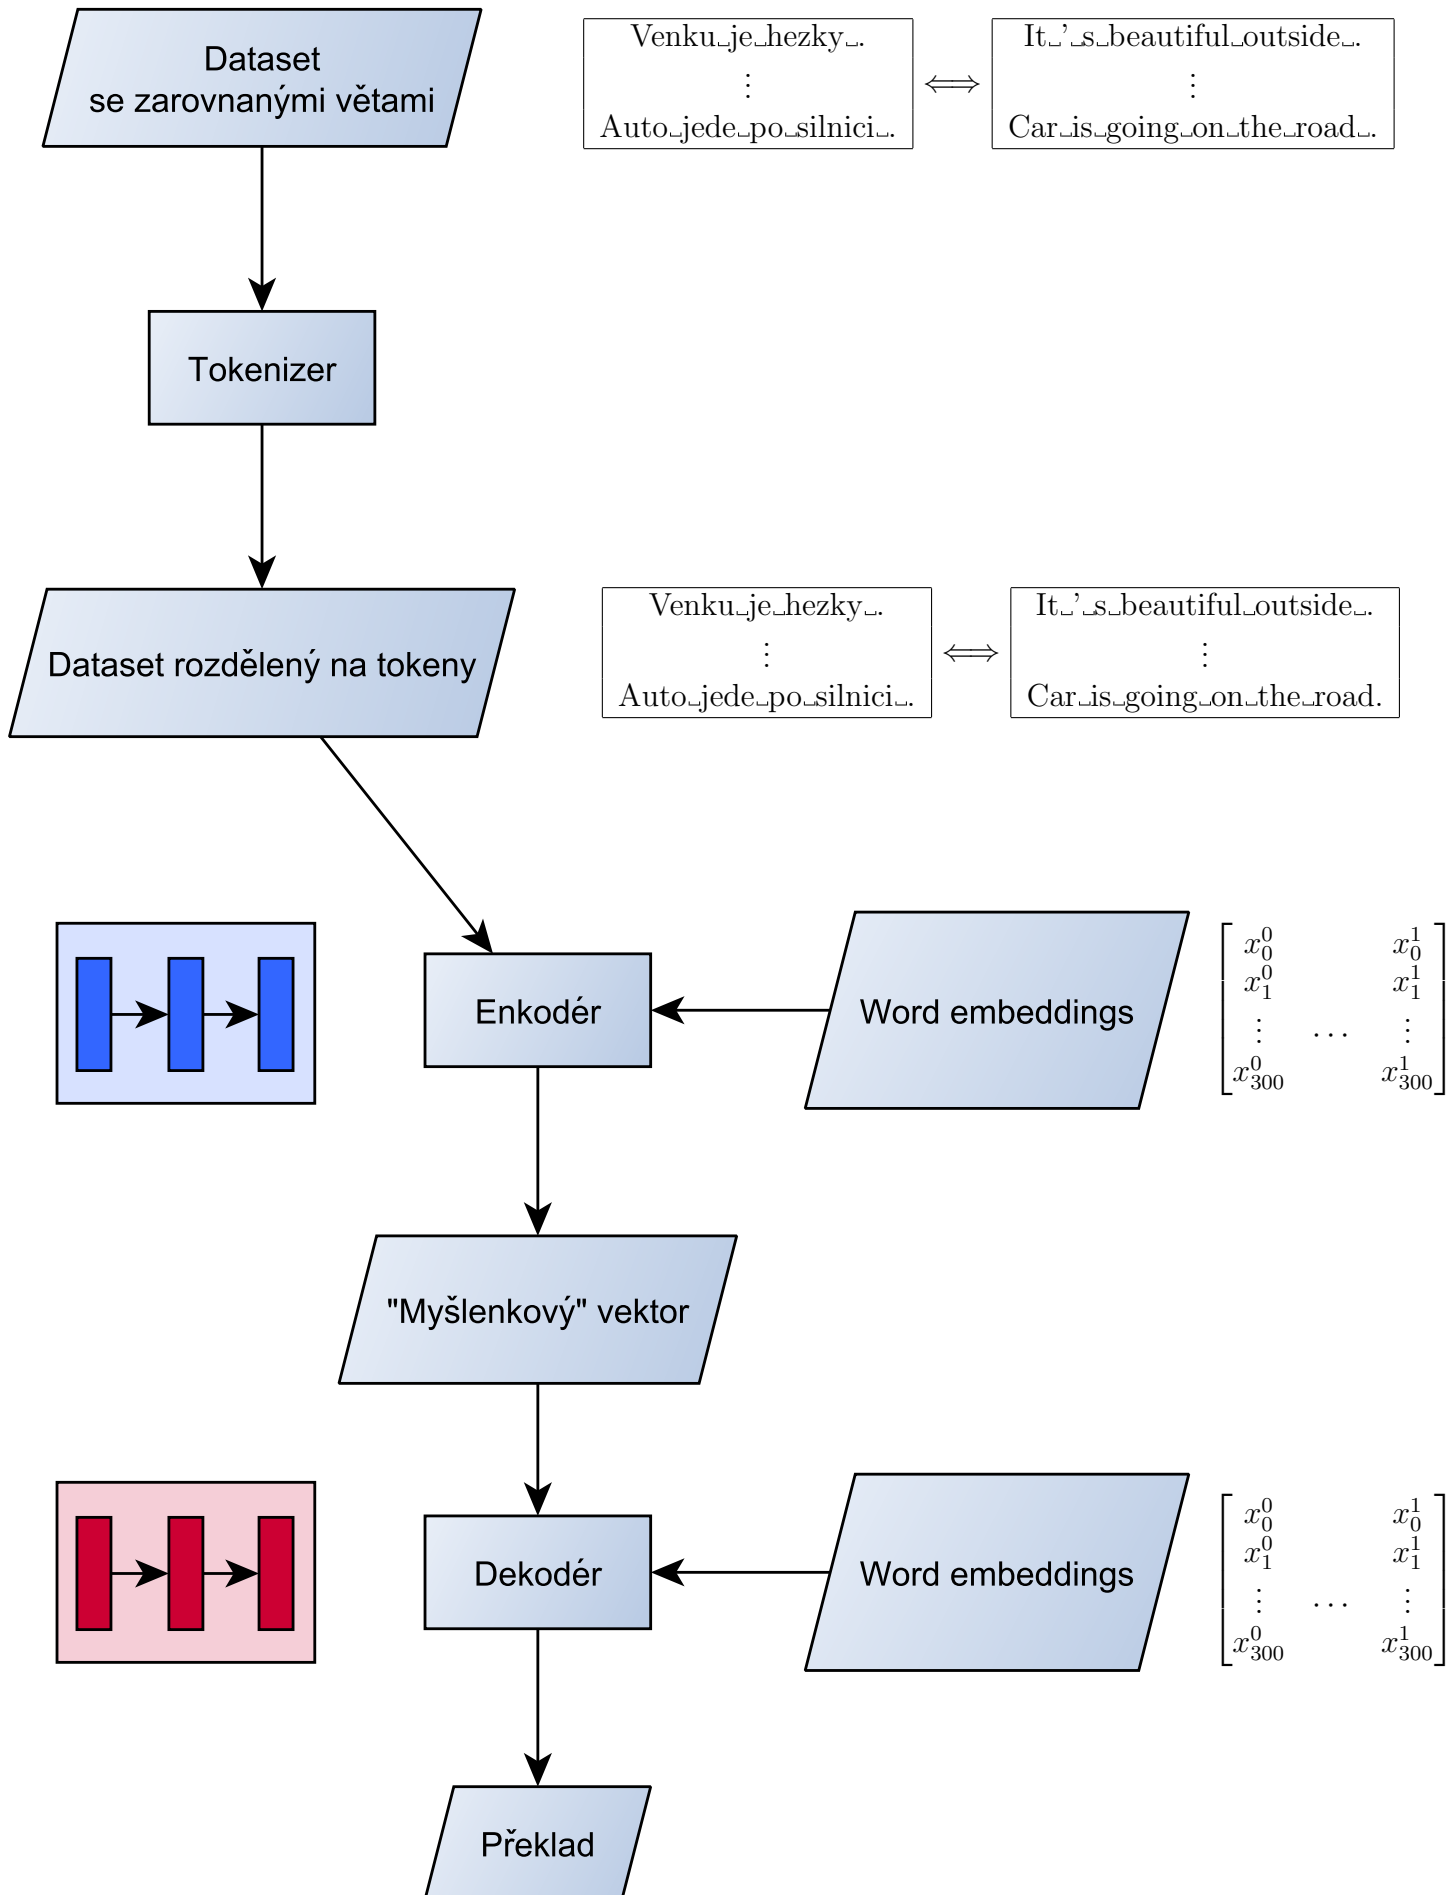 Dataset
se zarovnanými větami
Venku␣je␣hezky␣.
⋮
Auto␣jede␣po␣silnici␣.
⟺
It␣'␣s␣beautiful␣outside␣.
⋮
Car␣is␣going␣on␣the␣road␣.
Tokenizer
Dataset rozdělený na tokeny
Venku␣je␣hezky␣.
⋮
Auto␣jede␣po␣silnici␣.
⟺
It␣'␣s␣beautiful␣outside␣.
⋮
Car␣is␣going␣on␣the␣road.
Enkodér
Word embeddings
x_0^0 x_0^1
x_1^0 x_1^1
⋮ … ⋮
x_300^0 x_300^1
"Myšlenkový" vektor
Dekodér
Word embeddings
x_0^0 x_0^1
x_1^0 x_1^1
⋮ … ⋮
x_300^0 x_300^1
Překlad